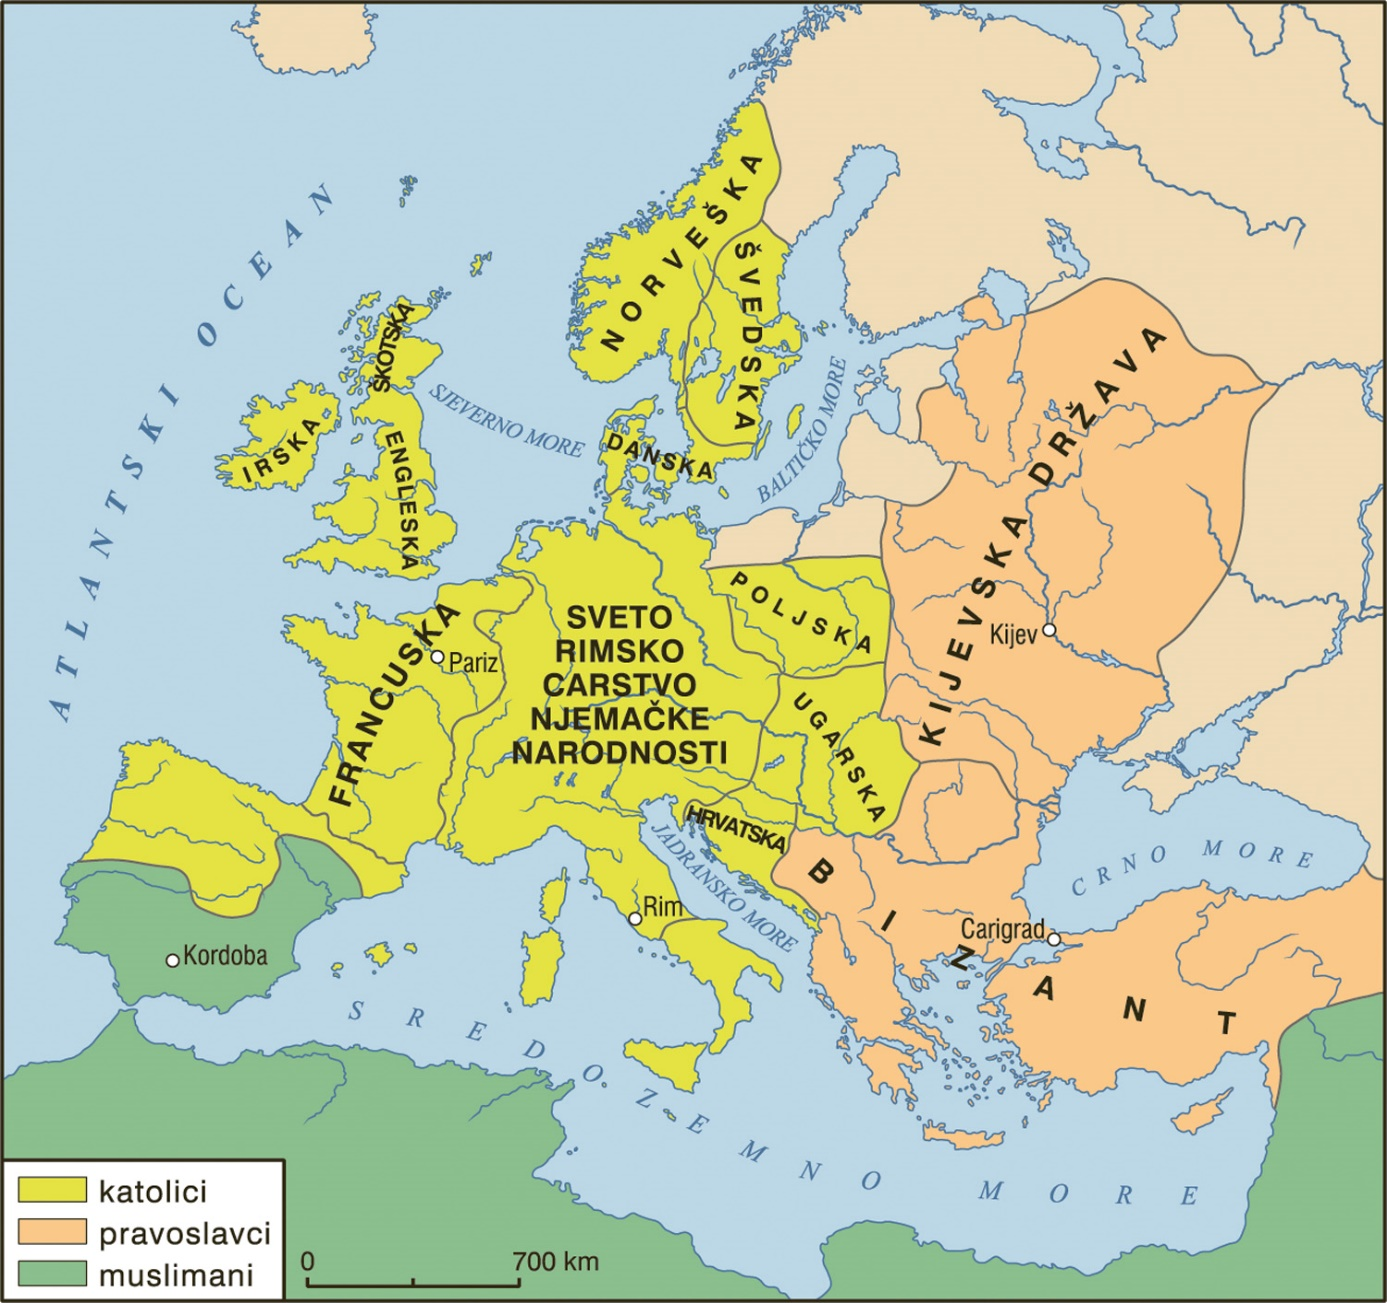 ATLANTSKI OCEAN
NORVEŠKA
ŠVEDSKA
ŠKOTSKA
IRSKA
ENGLESKA
SJEVERNO MORE
DANSKA
BALTIČKO MORE
KIJEVSKA DRŽAVA
Kijev
POLJSKA
FRANCUSKA
Pariz
SVETO
RIMSKO
CARSTVO
NJEMAČKE
NARODNOSTI
UGARSKA
HRVATSKA
JADRANSKO MORE
Rim
Kordoba
BIZANT
Carigrad
CRNO MORE
SREDOZEMNO MORE
katolici
pravoslavci
muslimani
0 700 km